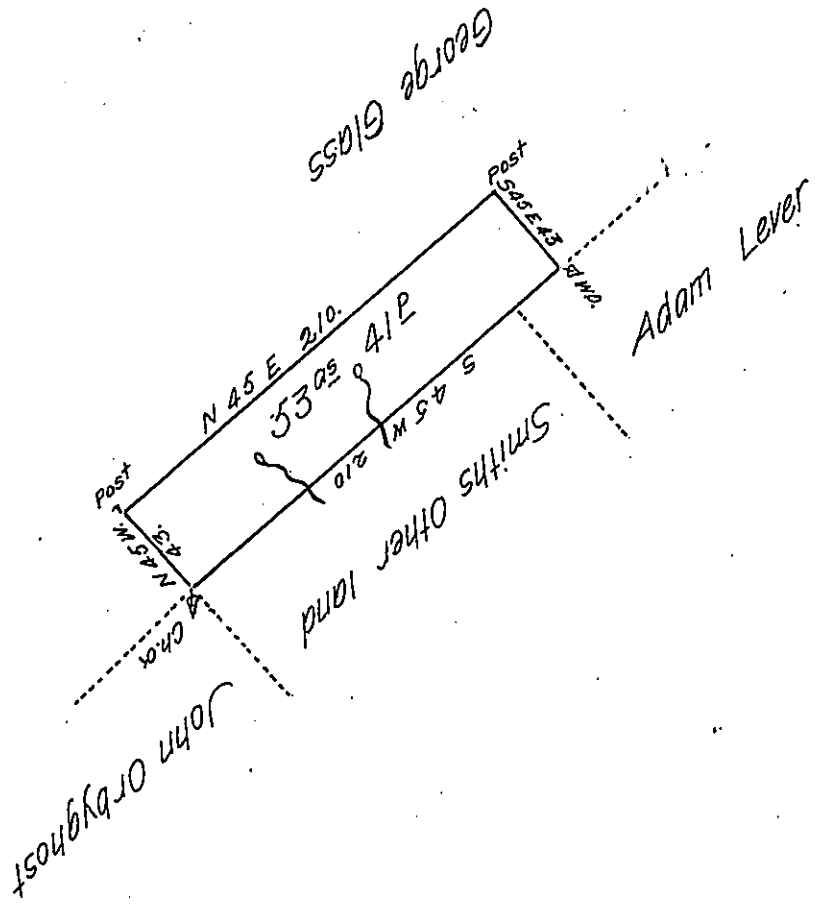 George Glass
Post
S 45 E 43
W.O.
Adam Lever
N 45 E 210.
53 as 41 P
S 45 W 210
Smiths Other land
Post
N 45 W. 43.
Ch.O
John Orbyghost